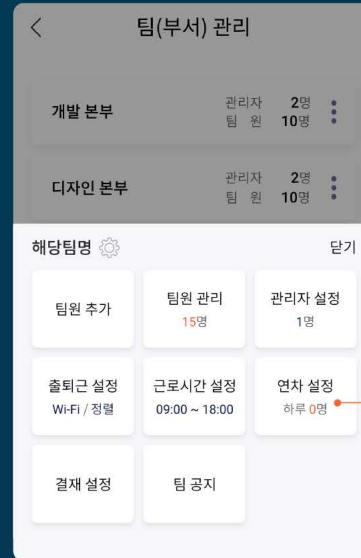 팀(부서) 관리
개발 본부 관리자 2명
팀 원 10명
디자인 본부 관리자 2명
팀 원 10명
해당팀명 닫기
팀원 추가 팀원 관리 관리자 설정
15명 1명
출퇴근 설정 근로시간 설정 연차 설정
Wi-Fi / 정렬 09:00 ~ 18:00 하루 0명
결재 설정 팀 공지